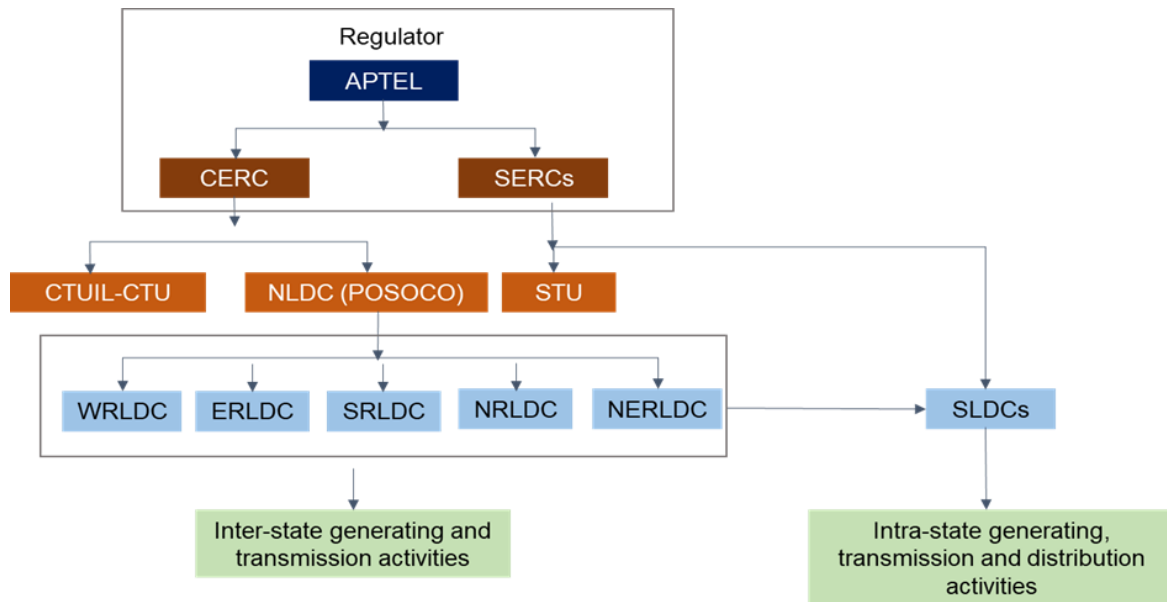 Regulator
APTEL
CERC
SERCs
CTUIL-CTU
NLDC (POSOCO)
STU
WRLDC
ERLDC
SRLDC
NRLDC
NERLDC
SLDCs
Inter-state generating and
transmission activities
Intra-state generating,
transmission and distribution
activities